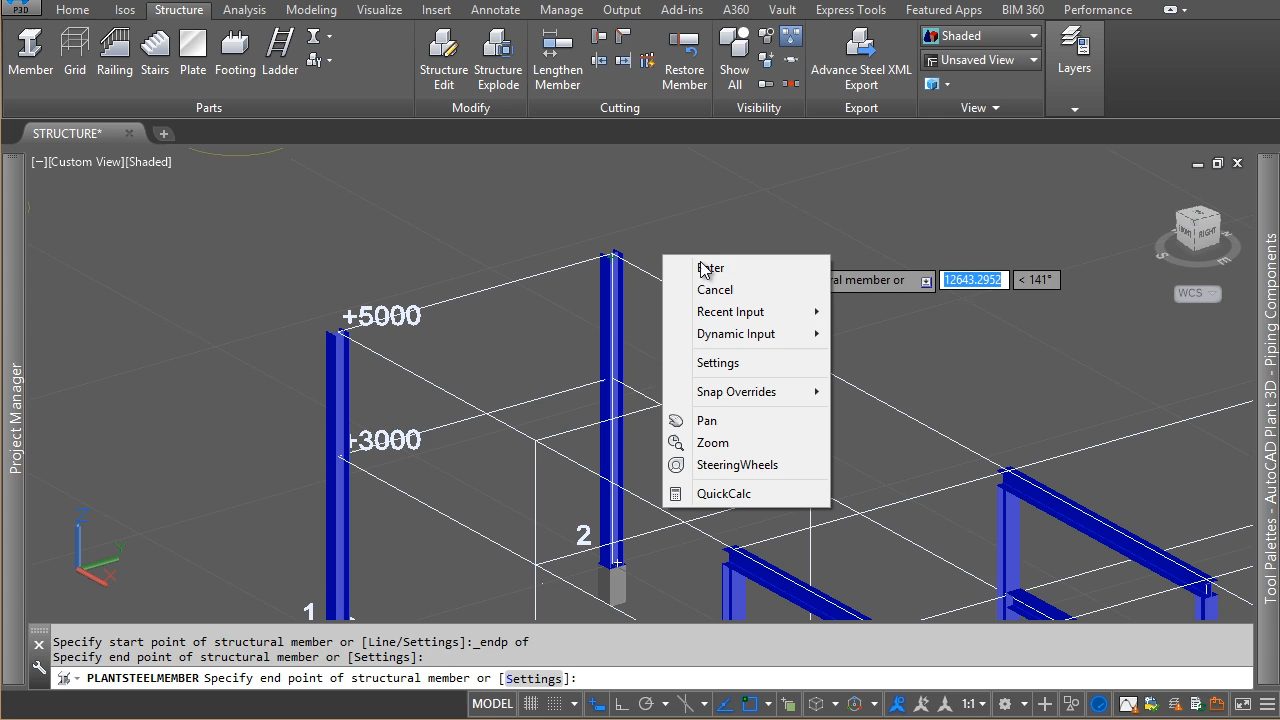 P3D
Home Isos Structure Analysis Modeling Visualize Insert Annotate Manage Output Add-ins A360 Vault Express Tools Featured Apps BIM 360 Performance
Member Grid Railing Stairs Plate Footing Ladder
Structure Edit
Structure Explode
Lengthen Member
Restore Member
Show All
Advance Steel XML Export
Shaded
Unsaved View
Layers
Parts Modify Cutting Visibility Export View
STRUCTURE*
[−][Custom View][Shaded]
RIGHT
WCS
Enter
Cancel
Recent Input
Dynamic Input
Settings
Snap Overrides
Pan
Zoom
SteeringWheels
QuickCalc
al member or 12643.2952 < 141°
+5000
+3000
2
1
Z
X
Project Manager
Tool Palettes - AutoCAD Plant 3D - Piping Components
Specify start point of structural member or [Line/Settings]:_endp of
Specify end point of structural member or [Settings]:
PLANTSTEELMEMBER Specify end point of structural member or [Settings]:
MODEL 1:1